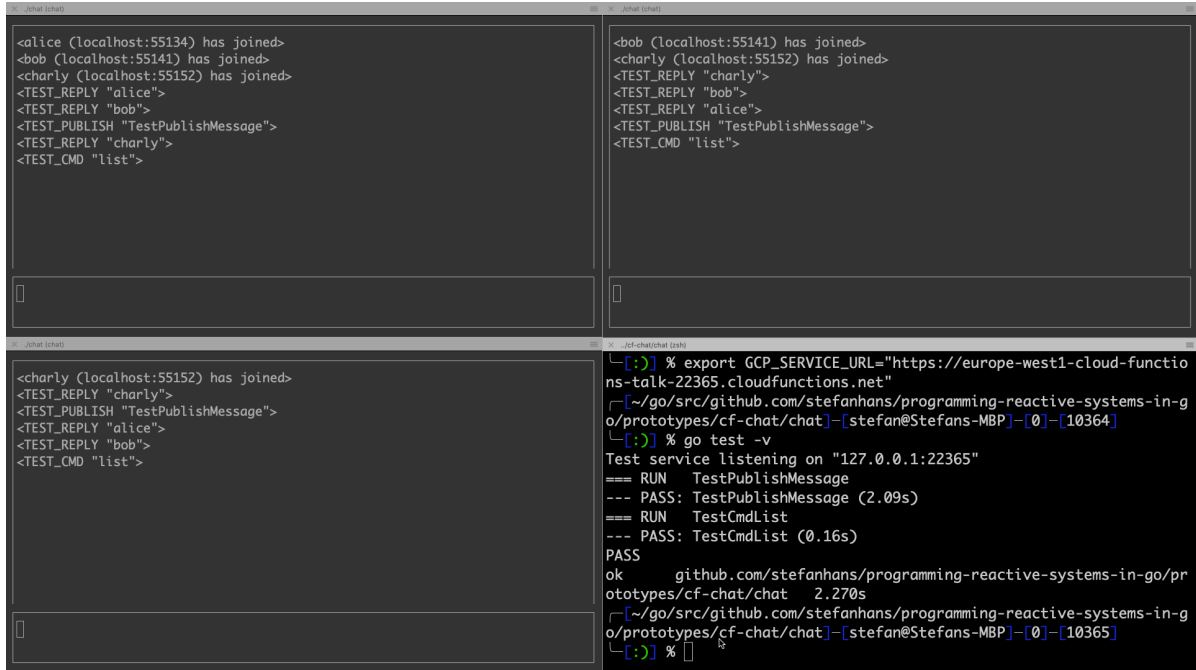 ./chat (chat)
<alice (localhost:55134) has joined>
<bob (localhost:55141) has joined>
<charly (localhost:55152) has joined>
<TEST_REPLY "alice">
<TEST_REPLY "bob">
<TEST_PUBLISH "TestPublishMessage">
<TEST_REPLY "charly">
<TEST_CMD "list">
./chat (chat)
<bob (localhost:55141) has joined>
<charly (localhost:55152) has joined>
<TEST_REPLY "charly">
<TEST_REPLY "bob">
<TEST_REPLY "alice">
<TEST_PUBLISH "TestPublishMessage">
<TEST_CMD "list">
./chat (chat)
<charly (localhost:55152) has joined>
<TEST_REPLY "charly">
<TEST_PUBLISH "TestPublishMessage">
<TEST_REPLY "alice">
<TEST_REPLY "bob">
<TEST_CMD "list">
../cf-chat/chat (zsh)
╰─[:)] % export GCP_SERVICE_URL="https://europe-west1-cloud-functio
ns-talk-22365.cloudfunctions.net"
╭─[~/go/src/github.com/stefanhans/programming-reactive-systems-in-g
o/prototypes/cf-chat/chat]─[stefan@Stefans-MBP]─[0]─[10364]
╰─[:)] % go test -v
Test service listening on "127.0.0.1:22365"
=== RUN   TestPublishMessage
--- PASS: TestPublishMessage (2.09s)
=== RUN   TestCmdList
--- PASS: TestCmdList (0.16s)
PASS
ok      github.com/stefanhans/programming-reactive-systems-in-go/pr
ototypes/cf-chat/chat   2.270s
╭─[~/go/src/github.com/stefanhans/programming-reactive-systems-in-g
o/prototypes/cf-chat/chat]─[stefan@Stefans-MBP]─[0]─[10365]
╰─[:)] %